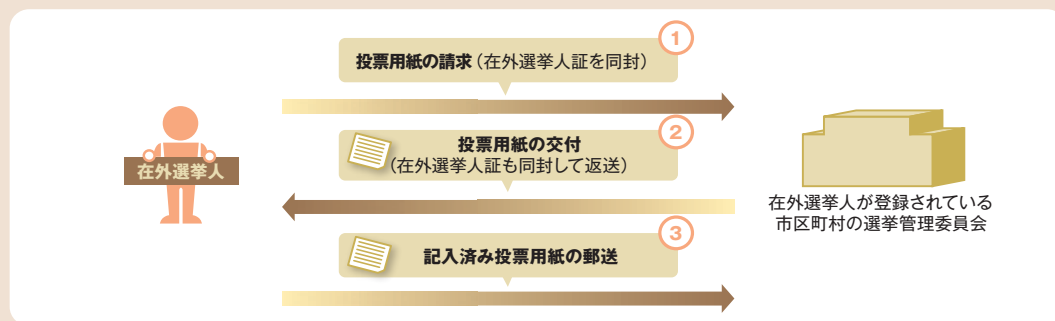 ①
投票用紙の請求（在外選挙人証を同封）
②
投票用紙の交付
（在外選挙人証も同封して返送）
在外選挙人
在外選挙人が登録されている
市区町村の選挙管理委員会
③
記入済み投票用紙の郵送